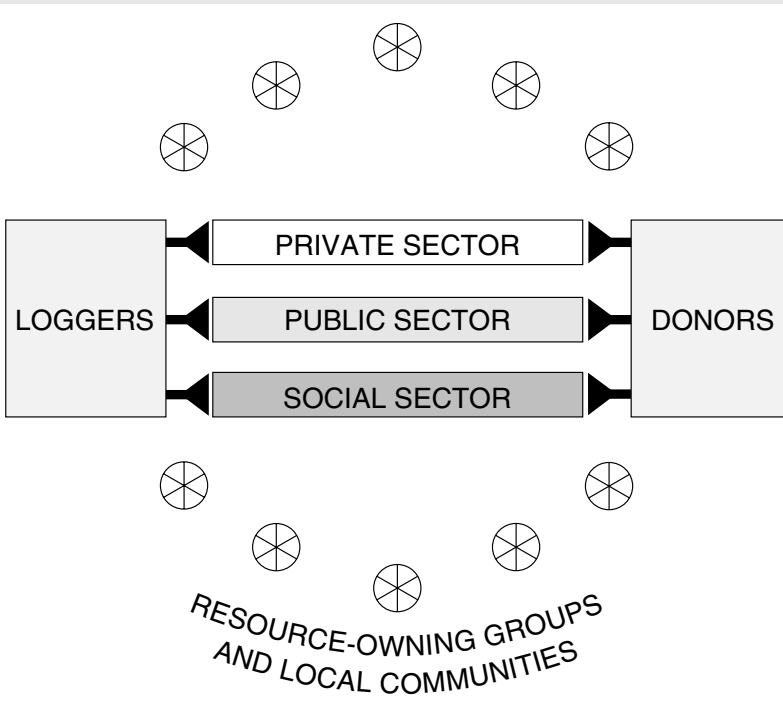 PRIVATE SECTOR
LOGGERS
PUBLIC SECTOR
DONORS
SOCIAL SECTOR
RESOURCE-OWNING GROUPS
AND LOCAL COMMUNITIES